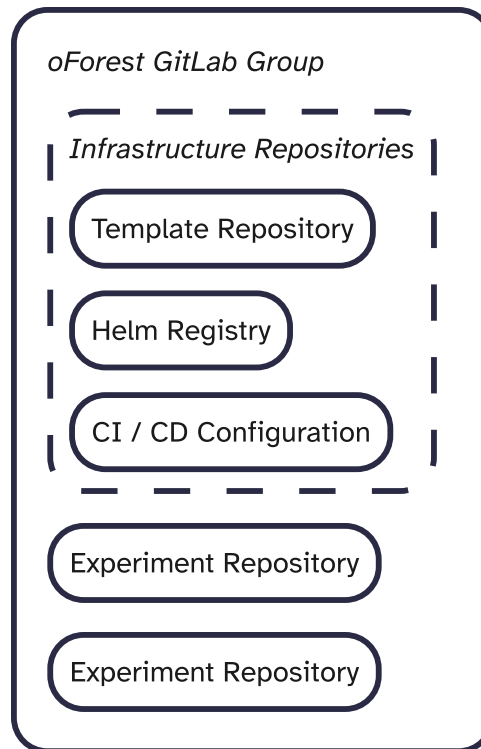 oForest GitLab Group
Infrastructure Repositories
Template Repository
Helm Registry
CI / CD Configuration
Experiment Repository
Experiment Repository